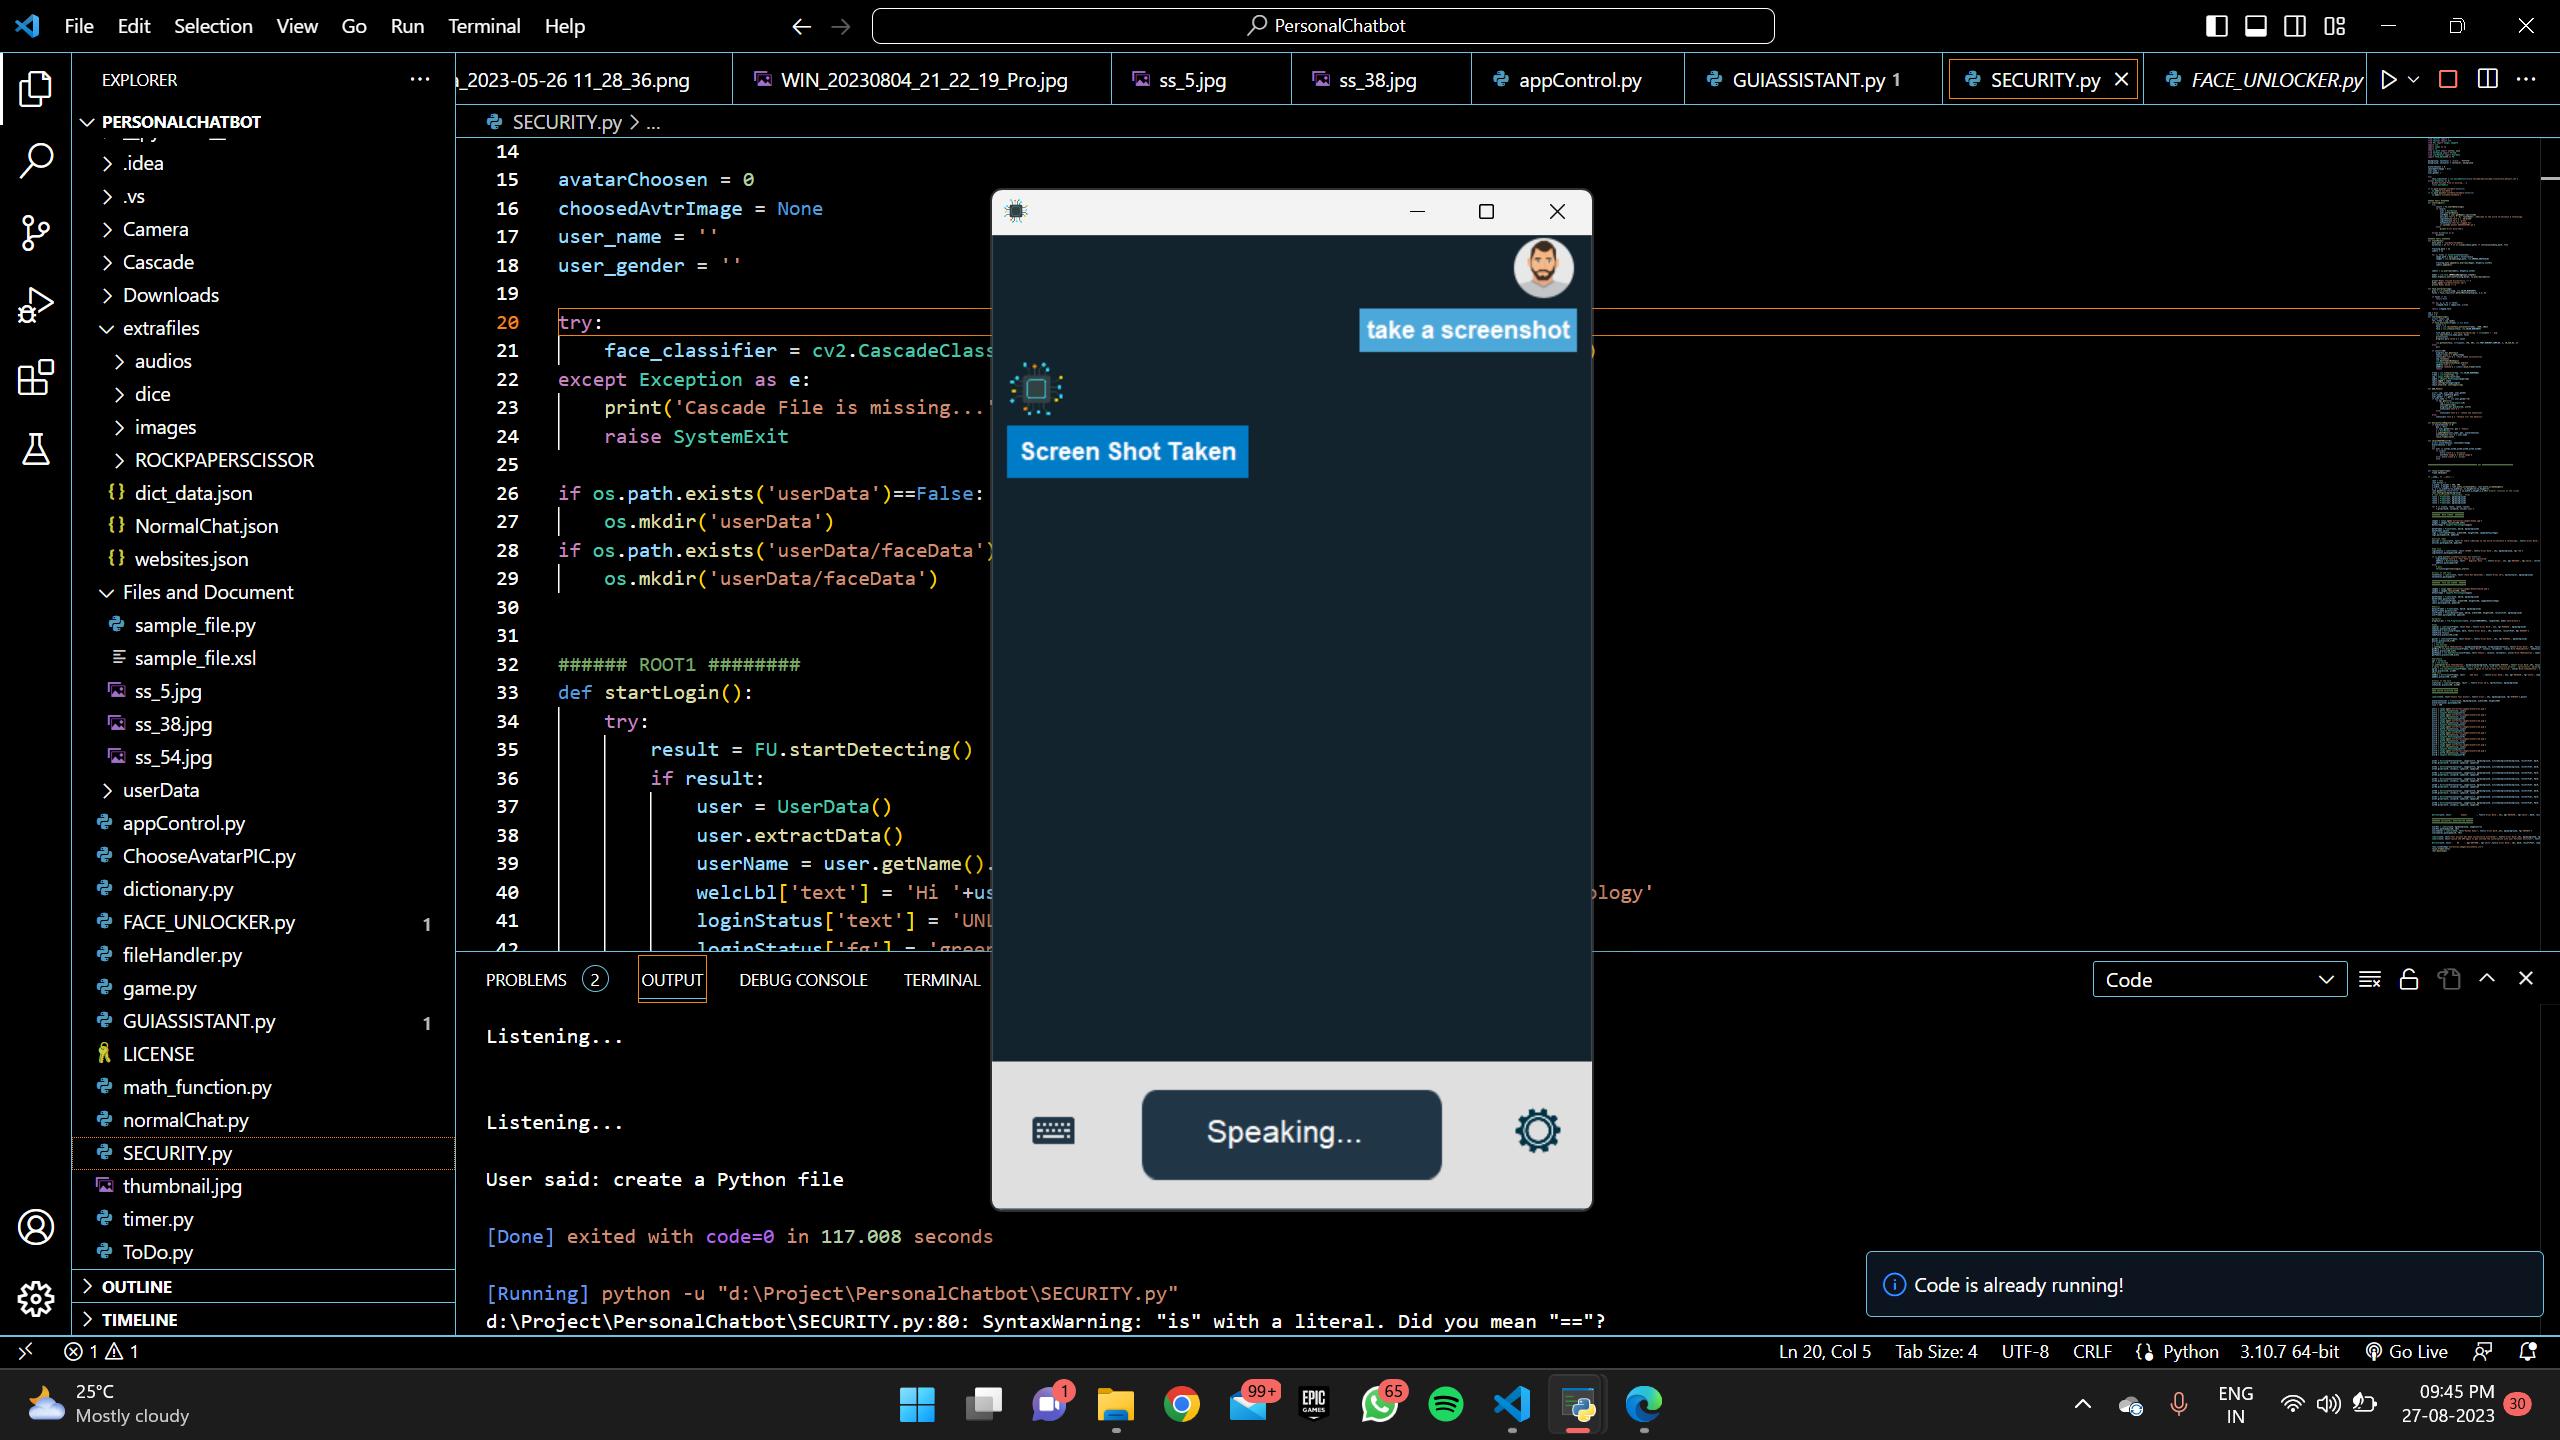 File Edit Selection View Go Run Terminal Help
PersonalChatbot
EXPLORER
a_2023-05-26 11_28_36.png
WIN_20230804_21_22_19_Pro.jpg
ss_5.jpg
ss_38.jpg
appControl.py
GUIASSISTANT.py 1
SECURITY.py
FACE_UNLOCKER.py
SECURITY.py > ...
PERSONALCHATBOT
.idea
.vs
Camera
Cascade
Downloads
extrafiles
audios
dice
images
ROCKPAPERSCISSOR
dict_data.json
NormalChat.json
websites.json
Files and Document
sample_file.py
sample_file.xsl
ss_5.jpg
ss_38.jpg
ss_54.jpg
userData
appControl.py
ChooseAvatarPIC.py
dictionary.py
FACE_UNLOCKER.py 1
fileHandler.py
game.py
GUIASSISTANT.py 1
LICENSE
math_function.py
normalChat.py
SECURITY.py
thumbnail.jpg
timer.py
ToDo.py
OUTLINE
TIMELINE
14
15 avatarChoosen = 0
16 choosedAvtrImage = None
17 user_name = ''
18 user_gender = ''
19
20 try:
21 face_classifier = cv2.CascadeClass )
22 except Exception as e:
23 print('Cascade File is missing...'
24 raise SystemExit
25
26 if os.path.exists('userData')==False:
27 os.mkdir('userData')
28 if os.path.exists('userData/faceData')
29 os.mkdir('userData/faceData')
30
31
32 ###### ROOT1 ########
33 def startLogin():
34 try:
35 result = FU.startDetecting()
36 if result:
37 user = UserData()
38 user.extractData()
39 userName = user.getName().
40 welcLbl['text'] = 'Hi '+us ology'
41 loginStatus['text'] = 'UNL
42 loginStatus['fg'] = 'green
take a screenshot
Screen Shot Taken
Speaking...
PROBLEMS 2 OUTPUT DEBUG CONSOLE TERMINAL
Code
Listening...
Listening...
User said: create a Python file
[Done] exited with code=0 in 117.008 seconds
[Running] python -u "d:\Project\PersonalChatbot\SECURITY.py"
d:\Project\PersonalChatbot\SECURITY.py:80: SyntaxWarning: "is" with a literal. Did you mean "=="?
Code is already running!
1 1
Ln 20, Col 5 Tab Size: 4 UTF-8 CRLF Python 3.10.7 64-bit Go Live
25°C
Mostly cloudy
1
99+
EPIC
GAMES
65
ENG
IN
09:45 PM
27-08-2023
30